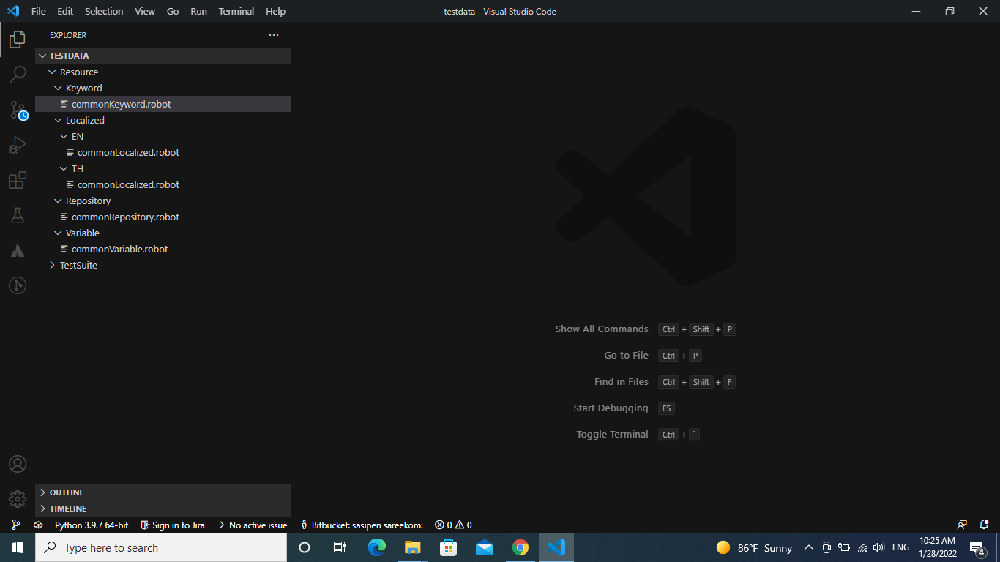 File Edit Selection View Go Run Terminal Help testdata - Visual Studio Code
EXPLORER
TESTDATA
Resource
Keyword
commonKeyword.robot
Localized
EN
commonLocalized.robot
TH
commonLocalized.robot
Repository
commonRepository.robot
Variable
commonVariable.robot
TestSuite
Show All Commands Ctrl + Shift + P
Go to File Ctrl + P
Find in Files Ctrl + Shift + F
Start Debugging F5
Toggle Terminal Ctrl + `
OUTLINE
TIMELINE
Python 3.9.7 64-bit Sign in to Jira No active issue Bitbucket: sasipen sareekom: 0 0
Type here to search 86°F Sunny ENG 10:25 AM
1/28/2022 4